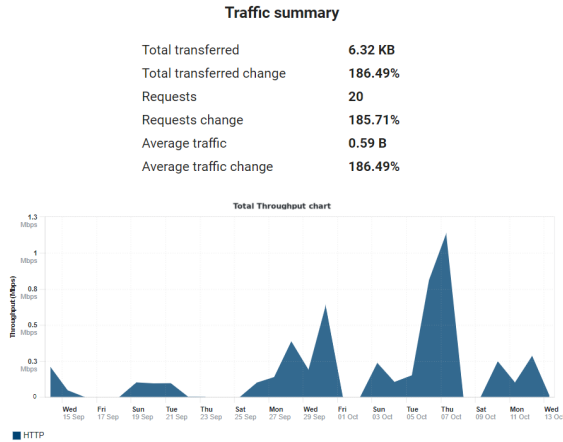 Traffic summary
Total transferred 6.32 KB
Total transferred change 186.49%
Requests 20
Requests change 185.71%
Average traffic 0.59 B
Average traffic change 186.49%
Total Throughput chart
Throughput (Mbps)
1.3
Mbps
1
Mbps
0.8
Mbps
0.5
Mbps
0.3
Mbps
0
Wed Fri Sun Tue Thu Sat Mon Wed Fri Sun Tue Thu Sat Mon Wed
15 Sep 17 Sep 19 Sep 21 Sep 23 Sep 25 Sep 27 Sep 29 Sep 01 Oct 03 Oct 05 Oct 07 Oct 09 Oct 11 Oct 13 Oc
HTTP